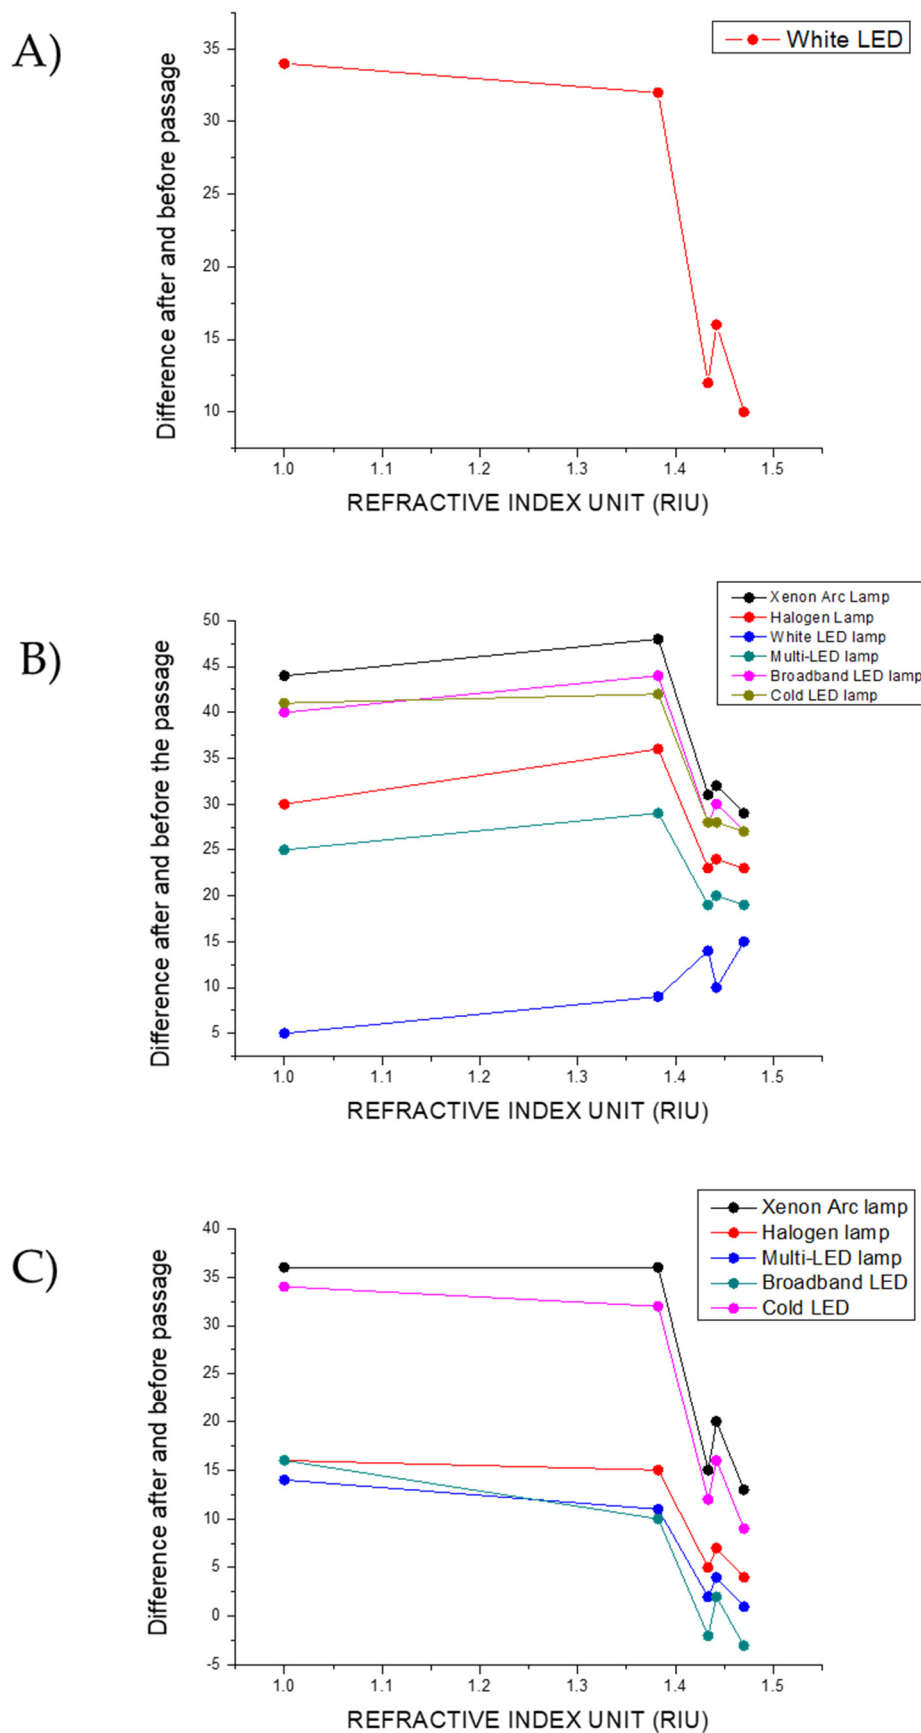 A)
White LED
Difference after and before passage
35
30
25
20
15
10
1.0 1.1 1.2 1.3 1.4 1.5
REFRACTIVE INDEX UNIT (RIU)
B)
Xenon Arc Lamp
Halogen Lamp
White LED lamp
Multi-LED lamp
Broadband LED lamp
Cold LED lamp
Difference after and before the passage
50
45
40
35
30
25
20
15
10
5
1.0 1.1 1.2 1.3 1.4 1.5
REFRACTIVE INDEX UNIT (RIU)
C)
Xenon Arc lamp
Halogen lamp
Multi-LED lamp
Broadband LED
Cold LED
Difference after and before passage
40
35
30
25
20
15
10
5
0
-5
1.0 1.1 1.2 1.3 1.4 1.5
REFRACTIVE INDEX UNIT (RIU)